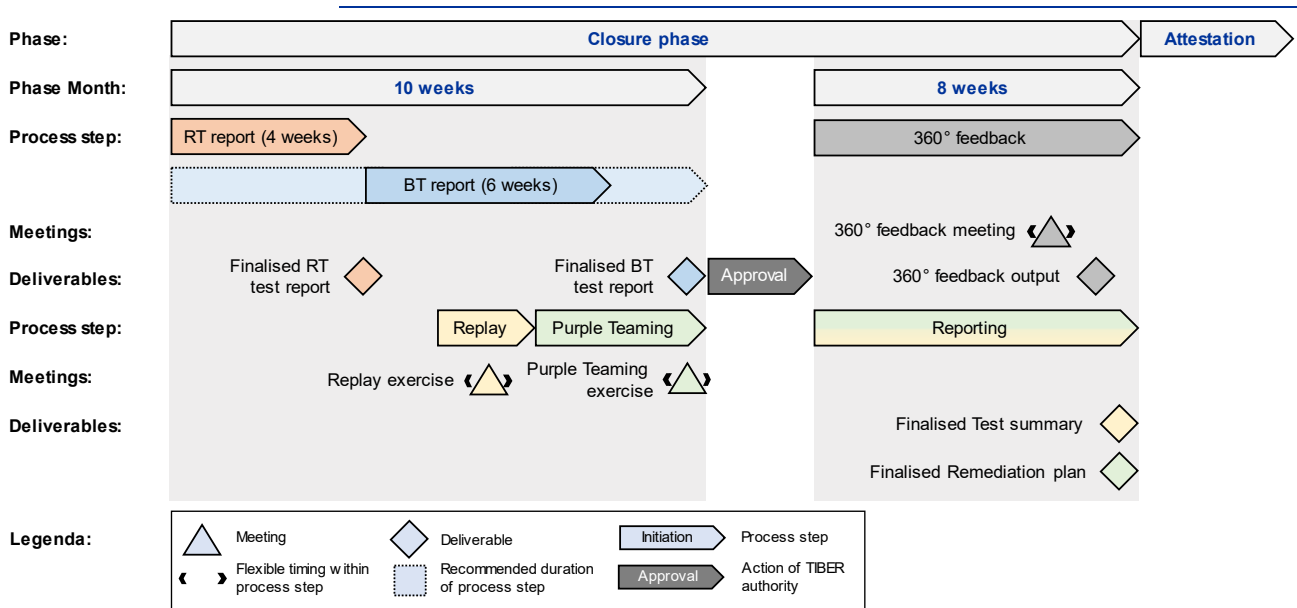 Phase:
Closure phase
Attestation
Phase Month:
10 weeks
8 weeks
Process step:
RT report (4 weeks)
360° feedback
BT report (6 weeks)
Meetings:
360° feedback meeting
Deliverables:
Finalised RT
test report
Finalised BT
test report
Approval
360° feedback output
Process step:
Replay
Purple Teaming
Reporting
Meetings:
Replay exercise
Purple Teaming
exercise
Deliverables:
Finalised Test summary
Finalised Remediation plan
Legenda:
Meeting
Deliverable
Initiation
Process step
Flexible timing within
process step
Recommended duration
of process step
Approval
Action of TIBER
authority